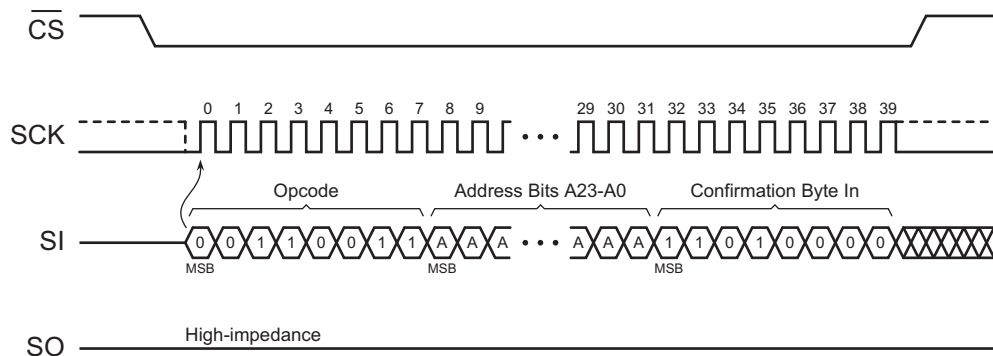 CS
SCK
0 1 2 3 4 5 6 7 8 9 29 30 31 32 33 34 35 36 37 38 39
Opcode Address Bits A23-A0 Confirmation Byte In
SI
0 0 1 1 0 0 1 1 A A A A A A 1 1 0 1 0 0 0 0
MSB MSB MSB
High-impedance
SO